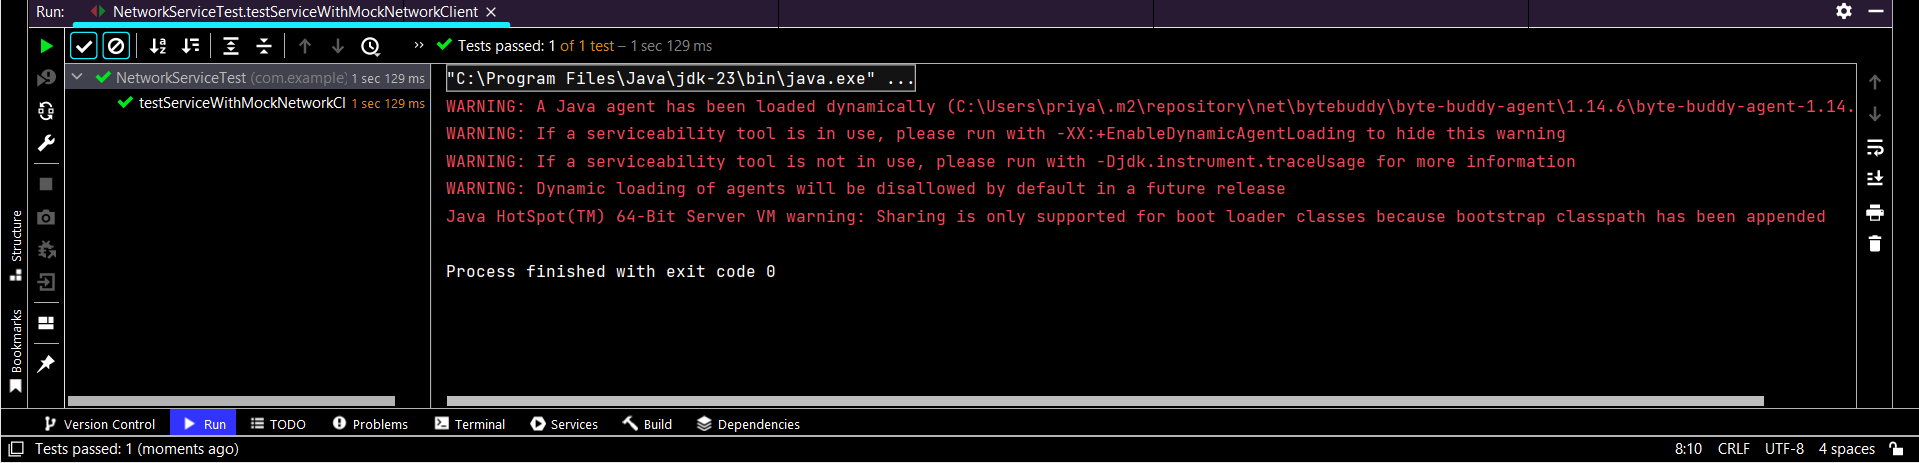 Run: NetworkServiceTest.testServiceWithMockNetworkClient
Tests passed: 1 of 1 test – 1 sec 129 ms
NetworkServiceTest (com.example) 1 sec 129 ms
testServiceWithMockNetworkCl 1 sec 129 ms
"C:\Program Files\Java\jdk-23\bin\java.exe" ...
WARNING: A Java agent has been loaded dynamically (C:\Users\priya\.m2\repository\net\bytebuddy\byte-buddy-agent\1.14.6\byte-buddy-agent-1.14.
WARNING: If a serviceability tool is in use, please run with -XX:+EnableDynamicAgentLoading to hide this warning
WARNING: If a serviceability tool is not in use, please run with -Djdk.instrument.traceUsage for more information
WARNING: Dynamic loading of agents will be disallowed by default in a future release
Java HotSpot(TM) 64-Bit Server VM warning: Sharing is only supported for boot loader classes because bootstrap classpath has been appended
Process finished with exit code 0
Structure
Bookmarks
Version Control Run TODO Problems Terminal Services Build Dependencies
Tests passed: 1 (moments ago) 8:10 CRLF UTF-8 4 spaces